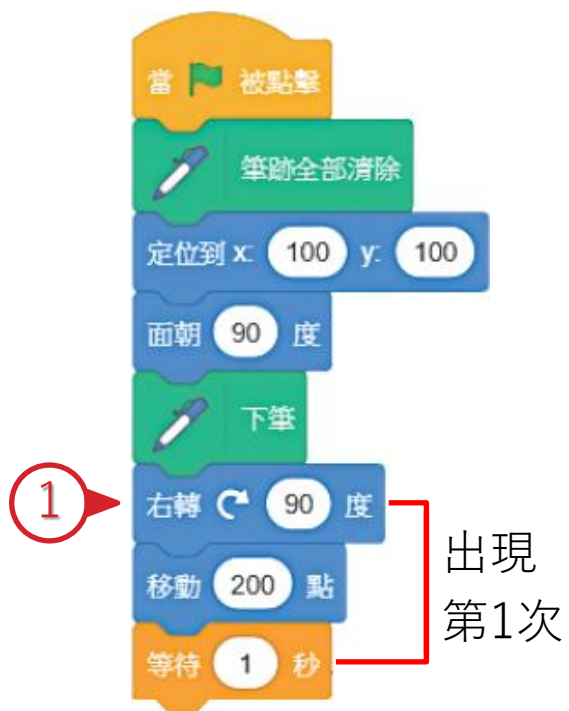 當 被點擊
筆跡全部清除
定位到 x: 100 y: 100
面朝 90 度
下筆
1 右轉 90 度
出現
移動 200 點
第1次
等待 1 秒